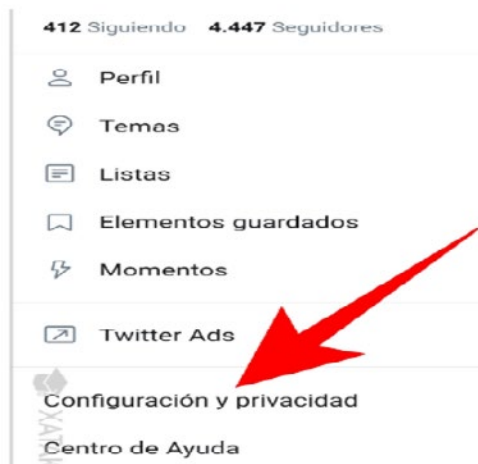 412 Siguiendo 4.447 Seguidores
Perfil
Temas
Listas
Elementos guardados
Momentos
Twitter Ads
Configuración y privacidad
Centro de Ayuda